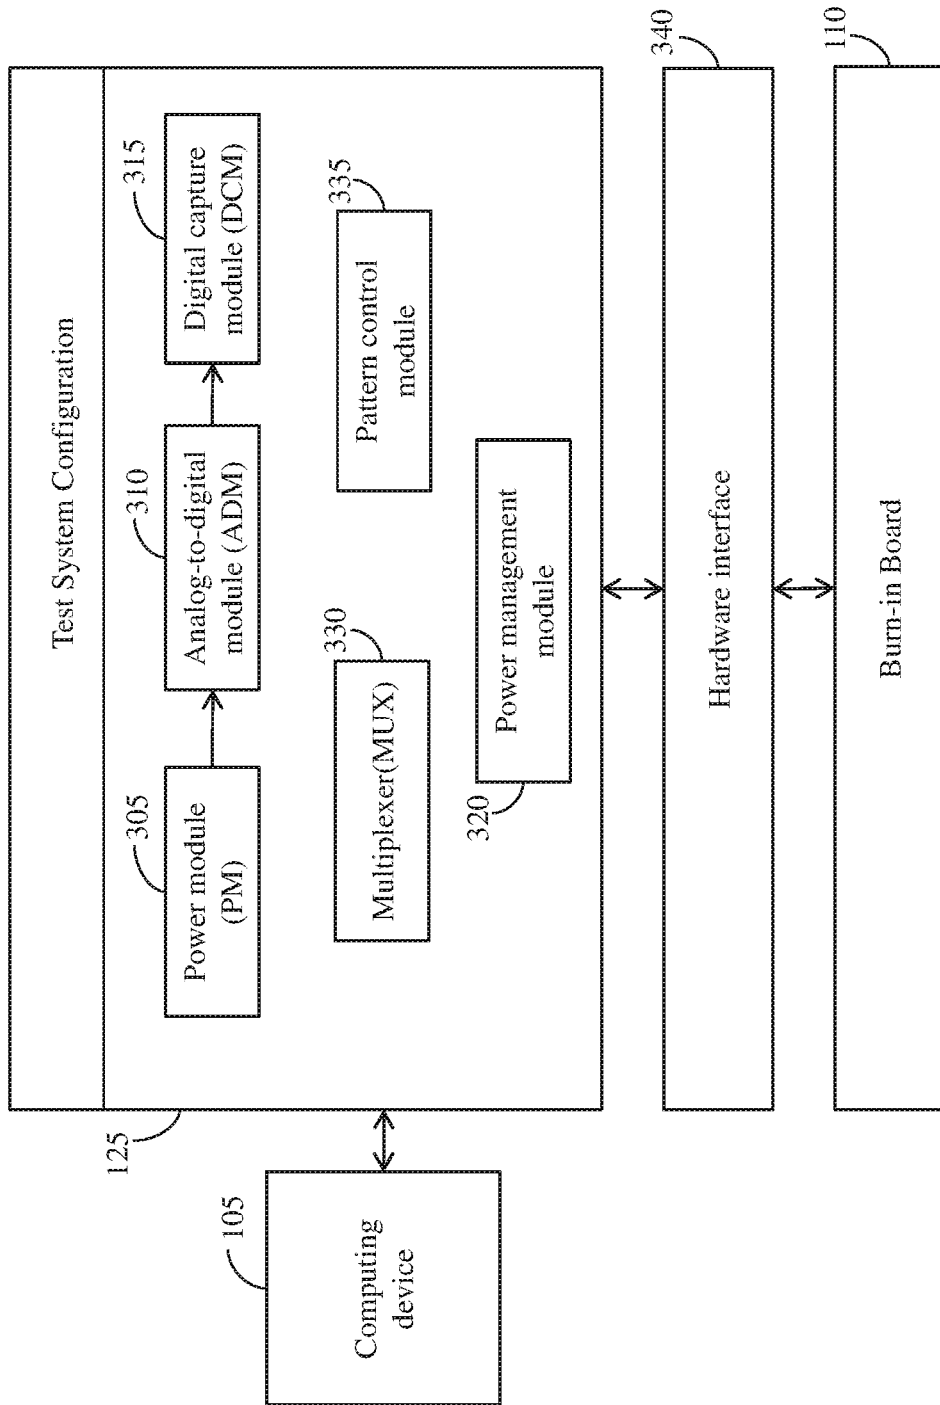 Test System Configuration
125
305
Power module
(PM)
310
Analog-to-digital
module (ADM)
315
Digital capture
module (DCM)
330
Multiplexer(MUX)
335
Pattern control
module
320
Power management
module
105
Computing
device
340
Hardware interface
110
Burn-in Board